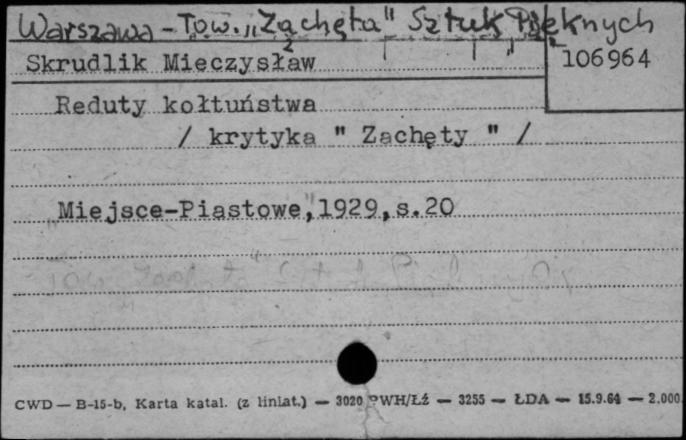 Warszawa - Tow. „Zachęta" Sztuk Pięknych
Skrudlik Mieczysław
106964
Reduty kołtuństwa
/ krytyka " Zachęty " /
Miejsce-Piastowe, 1929, s.20
CWD — B-15-b, Karta katal. (z liniat.) — 3020 PWH/Łż — 3255 — ŁDA — 15.9.64 — 2.000